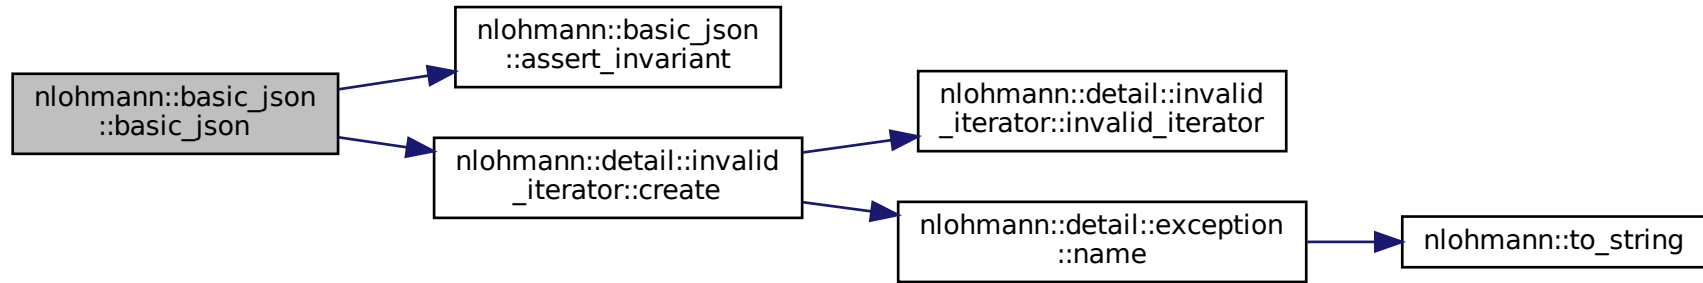 nlohmann::basic_json
::basic_json
nlohmann::basic_json
::assert_invariant
nlohmann::detail::invalid
_iterator::create
nlohmann::detail::invalid
_iterator::invalid_iterator
nlohmann::detail::exception
::name
nlohmann::to_string